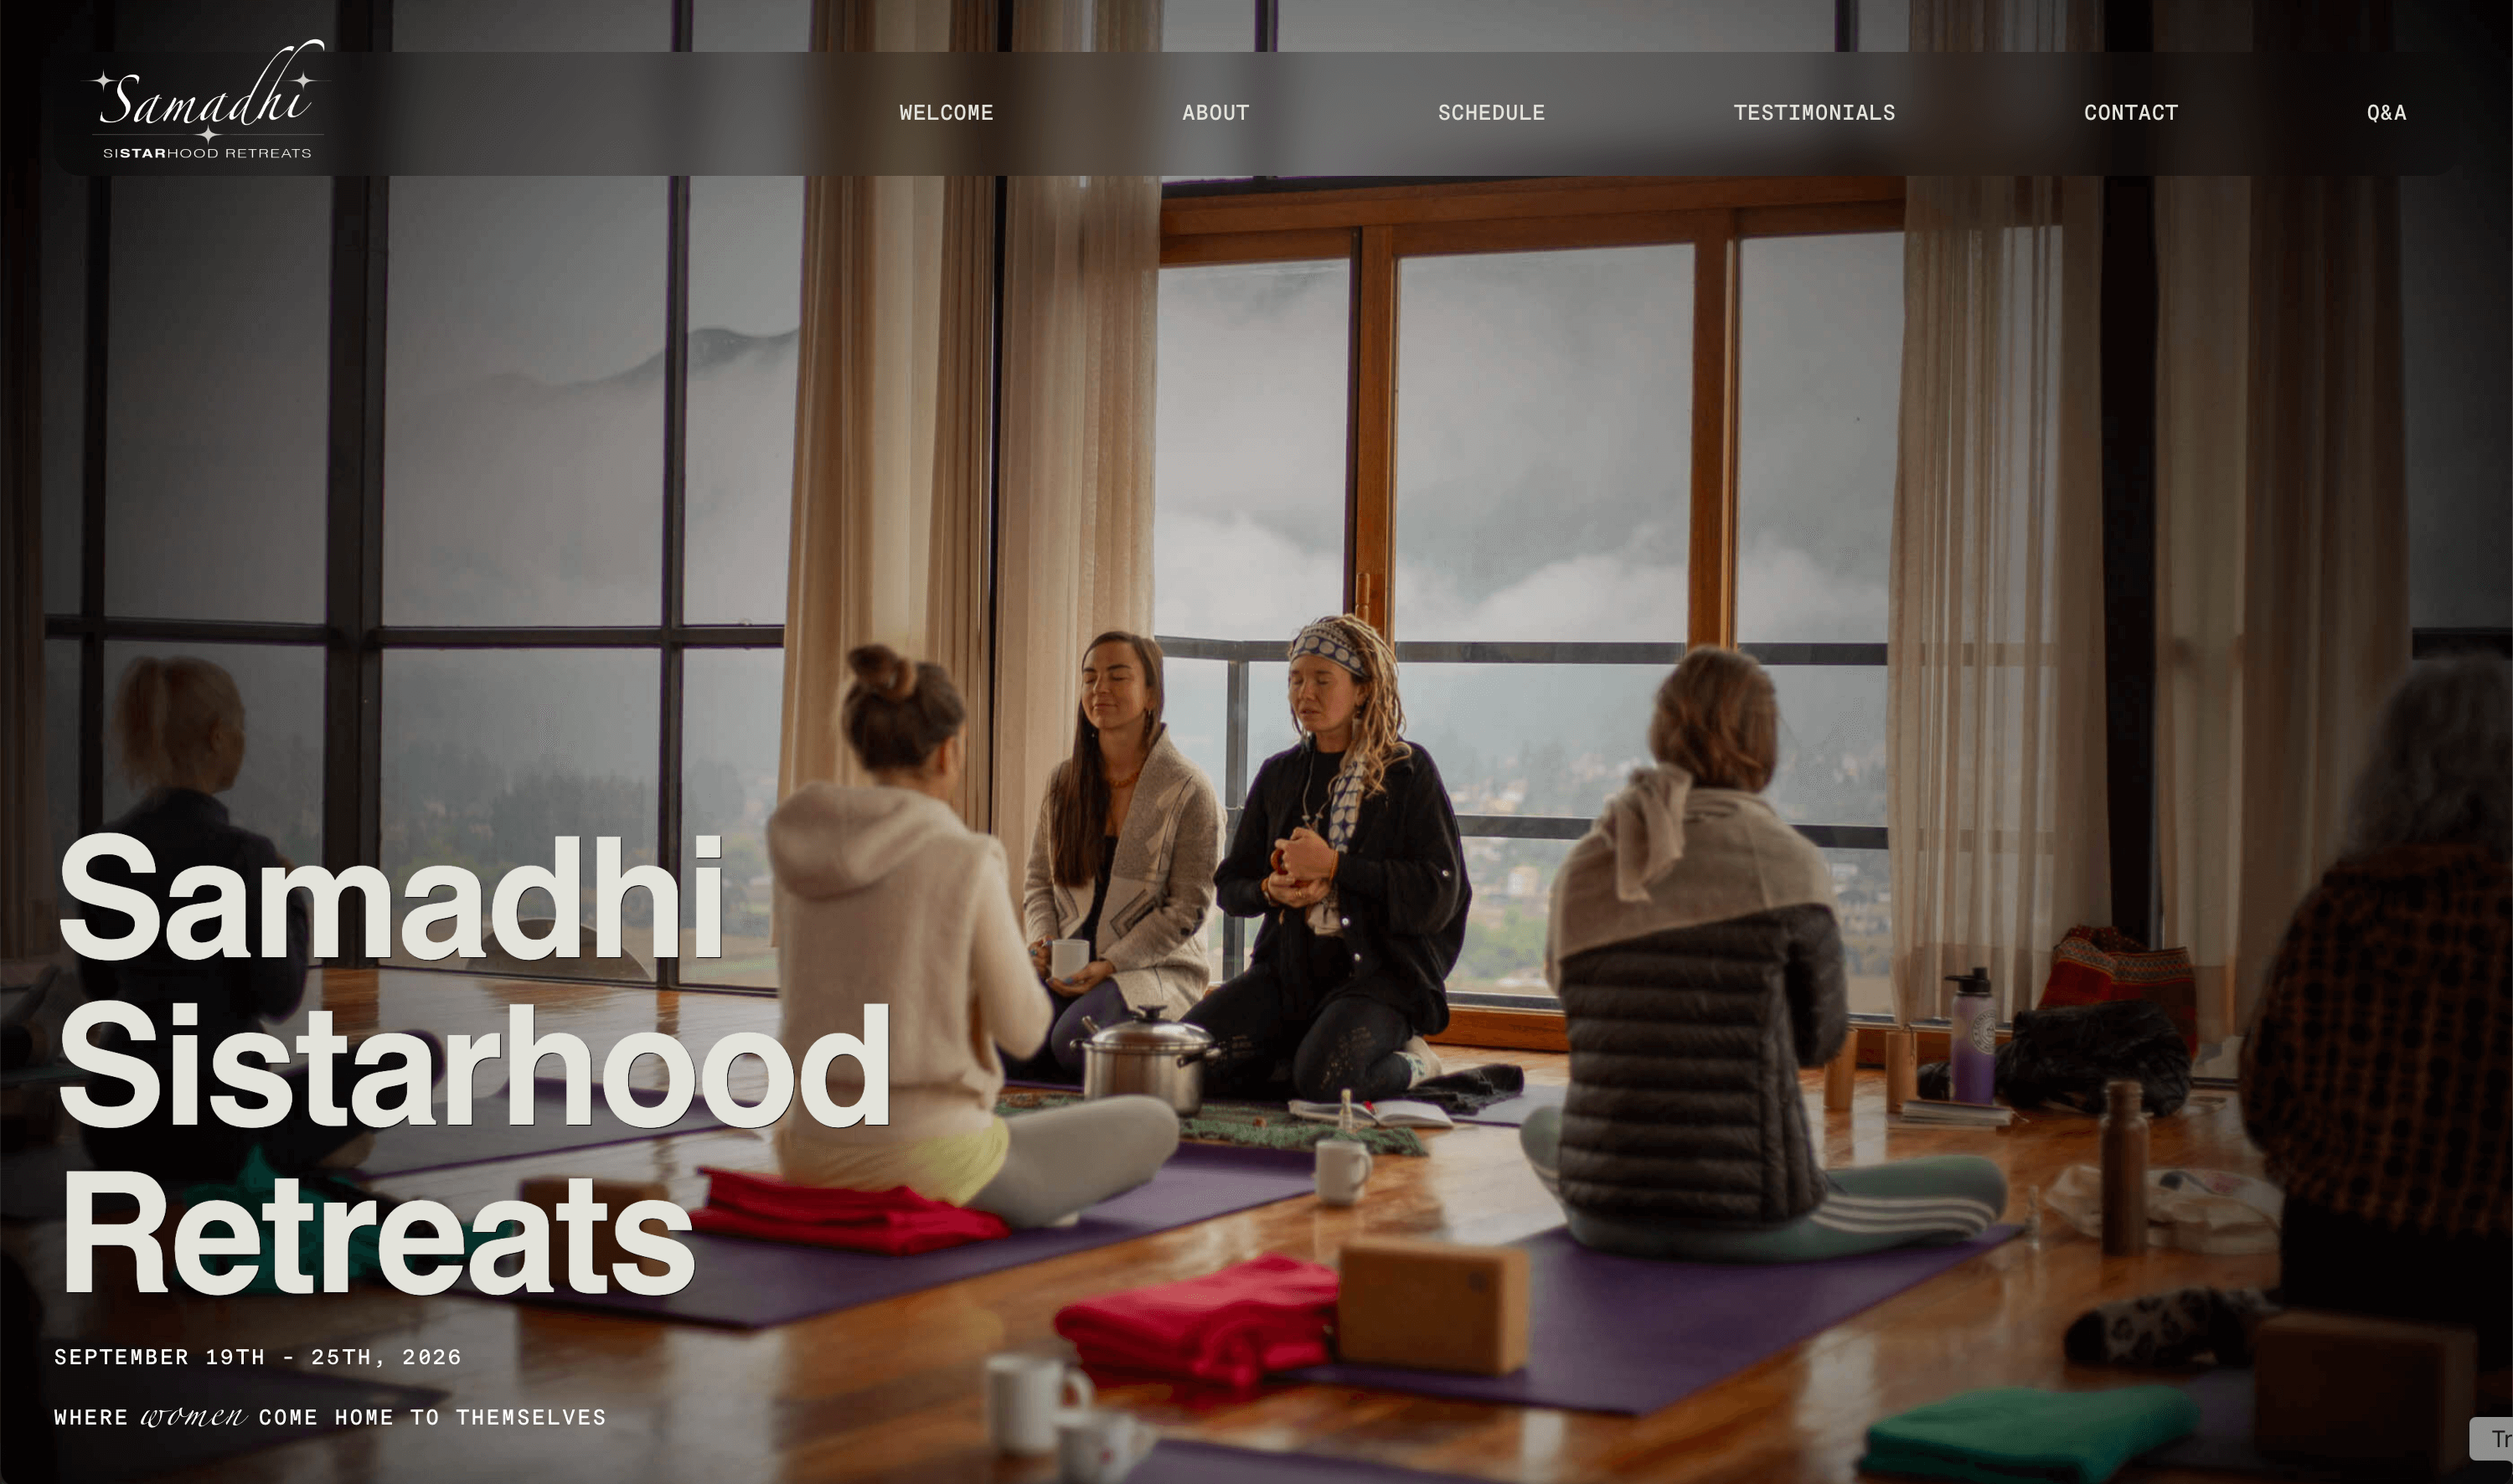 Samadhi
SISTARHOOD RETREATS
WELCOME
ABOUT
SCHEDULE
TESTIMONIALS
CONTACT
Q&A
Samadhi
Sistarhood
Retreats
SEPTEMBER 19TH - 25TH, 2026
WHERE women COME HOME TO THEMSELVES
Tr